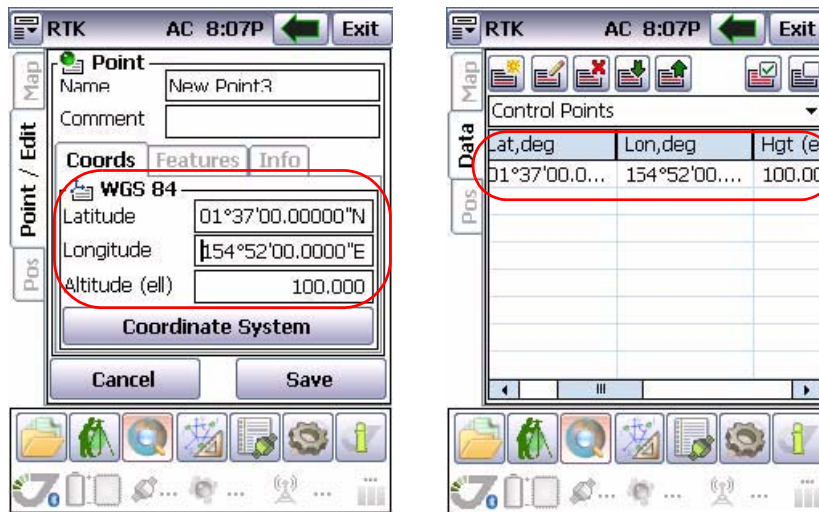 RTK AC 8:07P Exit
Map
Point / Edit
Pos
Point
Name New Point3
Comment
Coords Features Info
WGS 84
Latitude 01°37'00.00000"N
Longitude 154°52'00.0000"E
Altitude (ell) 100.000
Coordinate System
Cancel Save
... ... ...
RTK AC 8:07P Exit
Map
Data
Pos
Control Points
Lat,deg Lon,deg Hgt (e
01°37'00.0... 154°52'00.... 100.00
... ... ...